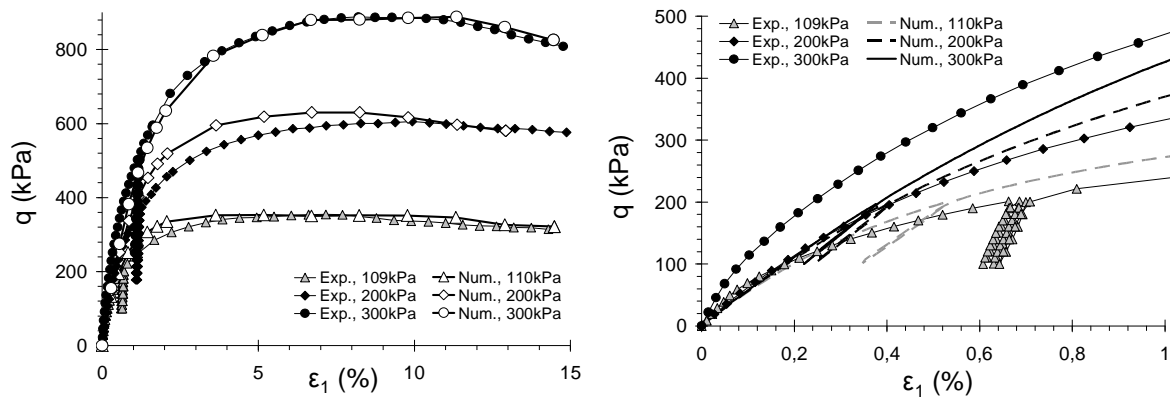 q (kPa)
800
600
400
200
0
0
5
10
15
ε1 (%)
Exp., 109kPa
Num., 110kPa
Exp., 200kPa
Num., 200kPa
Exp., 300kPa
Num., 300kPa
q (kPa)
500
400
300
200
100
0
0
0,2
0,4
0,6
0,8
1
ε1 (%)
Exp., 109kPa
Num., 110kPa
Exp., 200kPa
Num., 200kPa
Exp., 300kPa
Num., 300kPa